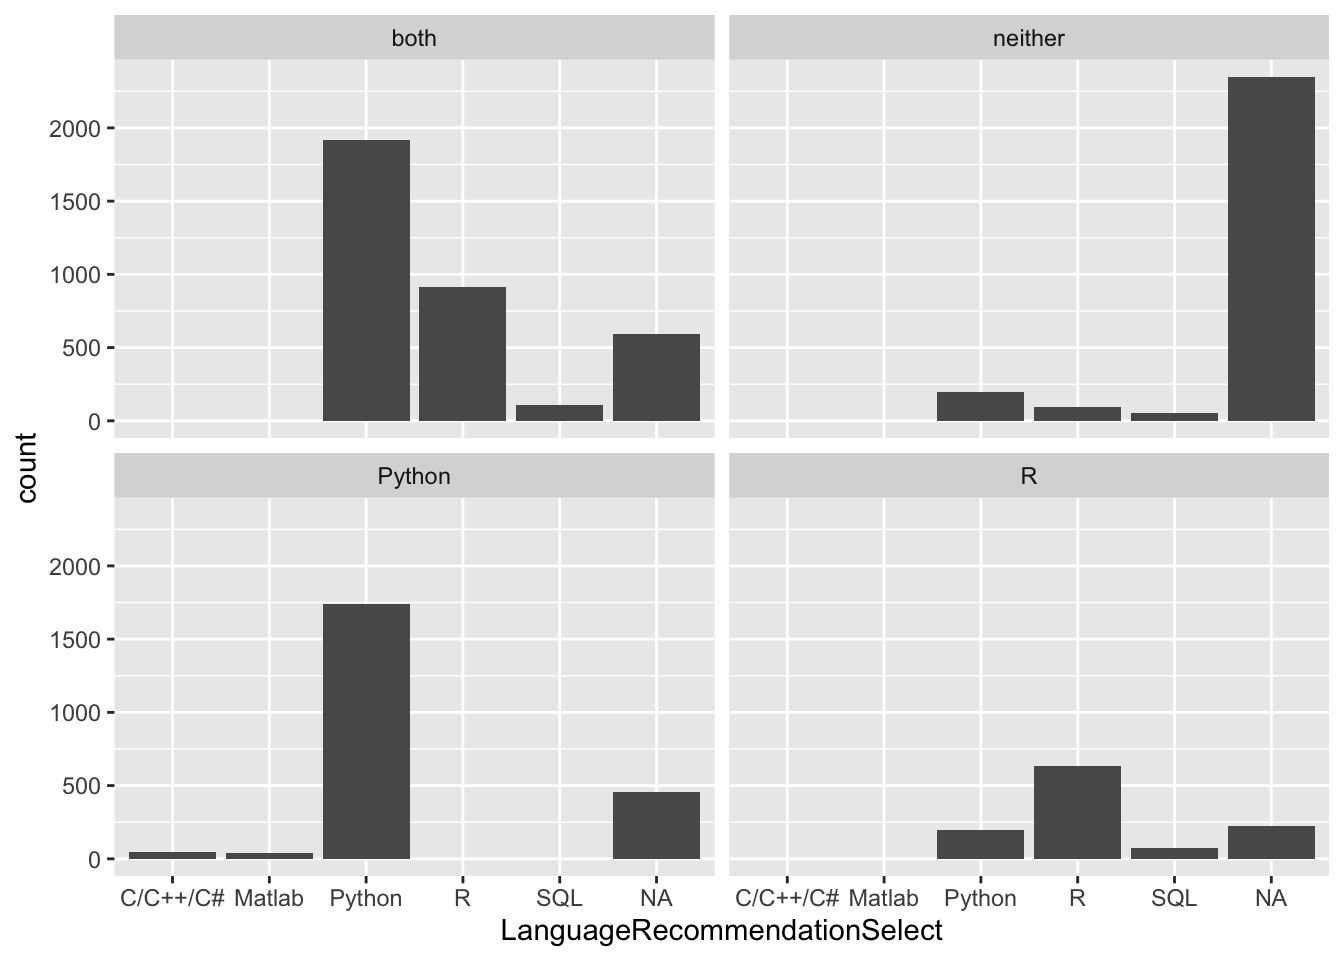 both
neither
2000
1500
1000
500
0
Python
R
2000
1500
1000
500
0
count
C/C++/C# Matlab Python R SQL NA
C/C++/C# Matlab Python R SQL NA
LanguageRecommendationSelect